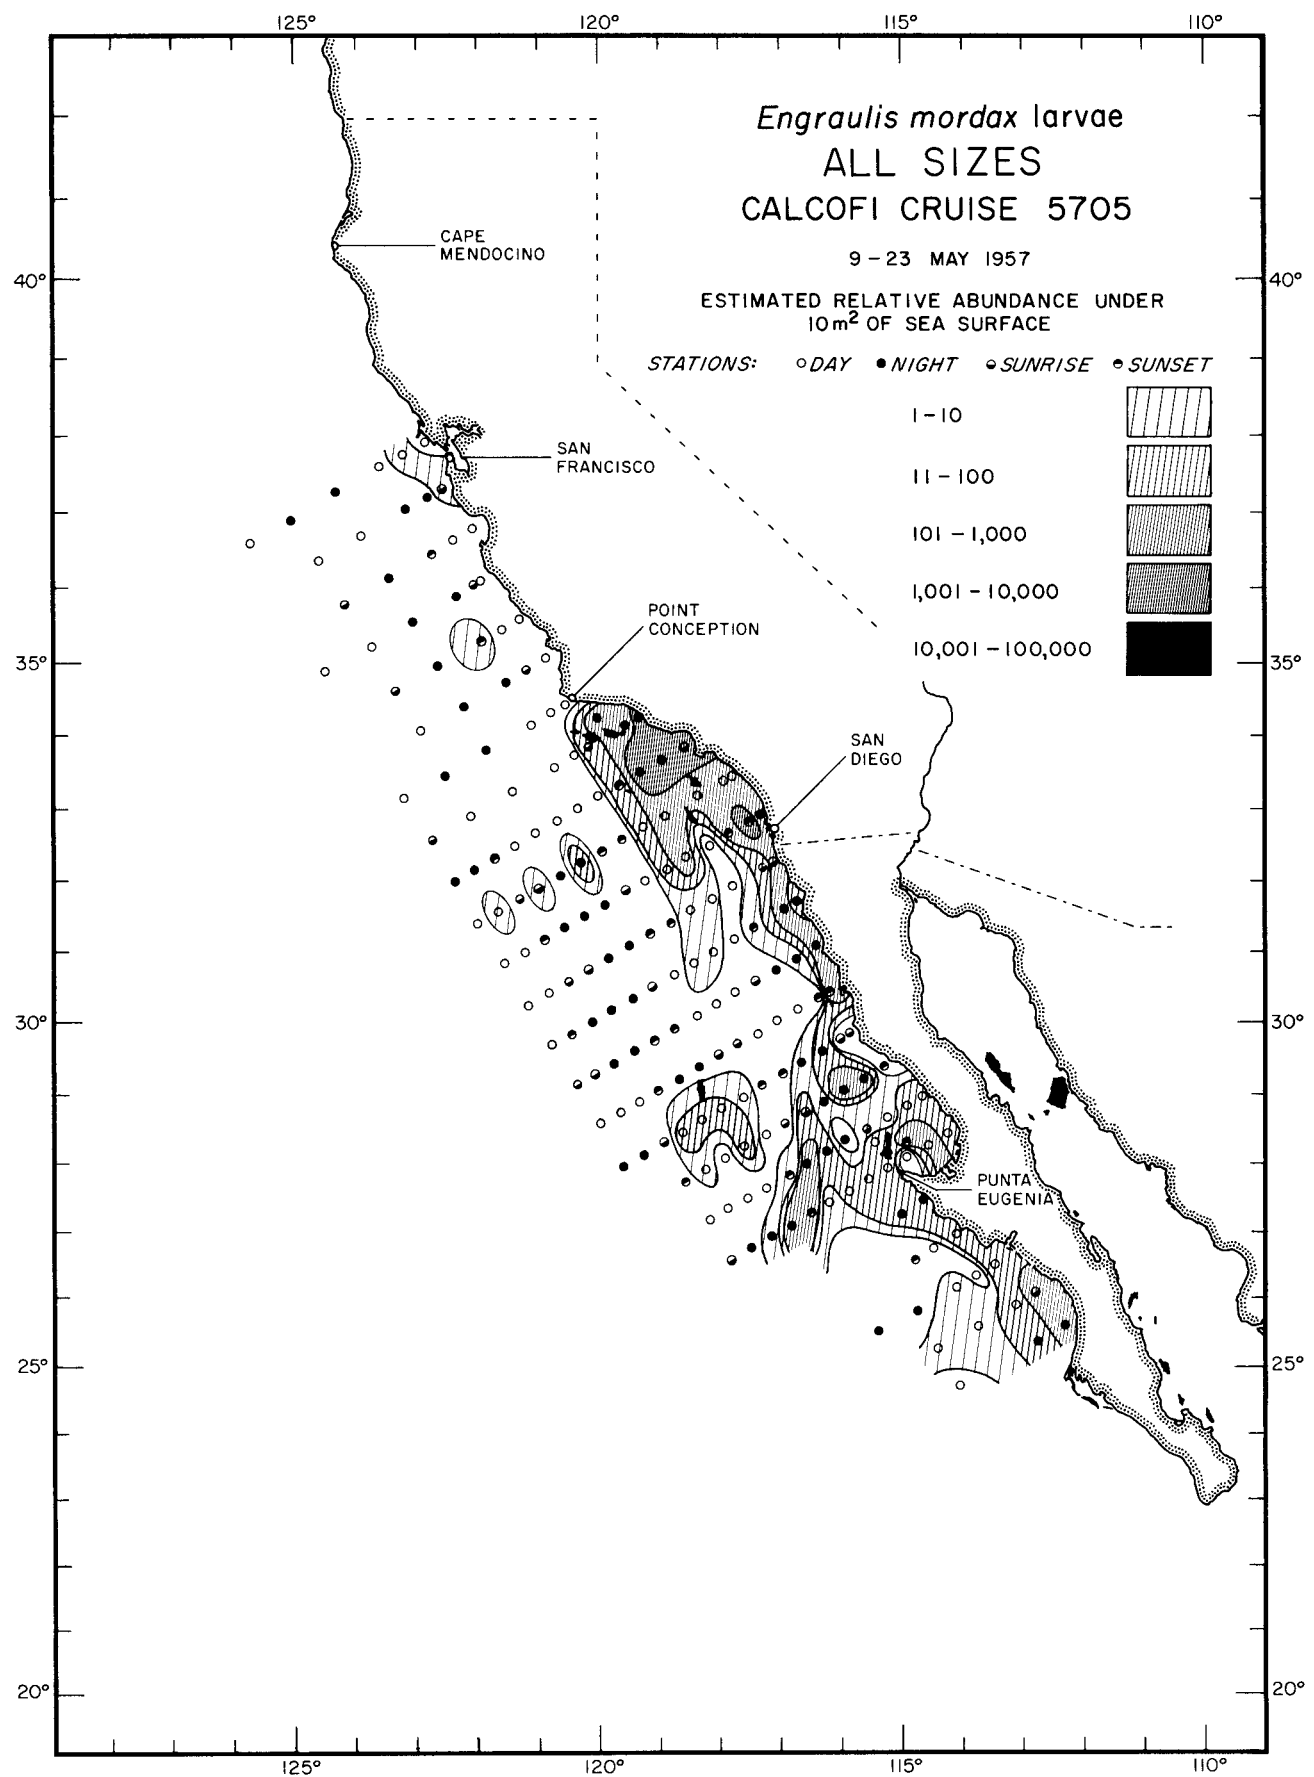 125° 120° 115° 110°
Engraulis mordax larvae
ALL SIZES
CALCOFI CRUISE 5705
9–23 MAY 1957
ESTIMATED RELATIVE ABUNDANCE UNDER
10m² OF SEA SURFACE
STATIONS: ○DAY ●NIGHT ◒SUNRISE ◓SUNSET
1–10
11–100
101–1,000
1,001–10,000
10,001–100,000
CAPE
MENDOCINO
40° 40°
SAN
FRANCISCO
POINT
CONCEPTION
35° 35°
SAN
DIEGO
30° 30°
PUNTA
EUGENIA
25° 25°
20° 20°
125° 120° 115° 110°